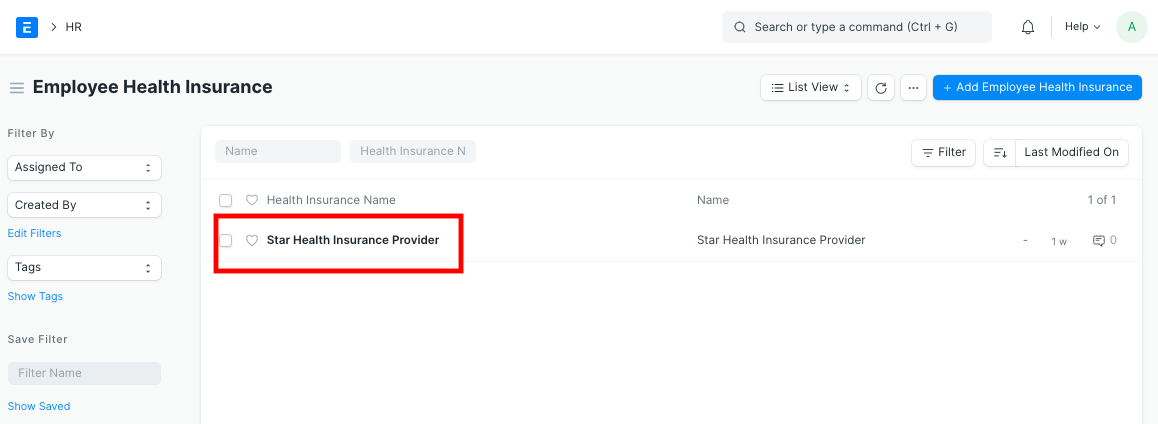 E HR Search or type a command (Ctrl + G) Help A
Employee Health Insurance List View ... + Add Employee Health Insurance
Filter By
Assigned To
Created By
Edit Filters
Tags
Show Tags
Save Filter
Filter Name
Show Saved
Name Health Insurance N Filter Last Modified On
Health Insurance Name Name 1 of 1
Star Health Insurance Provider Star Health Insurance Provider - 1 w 0